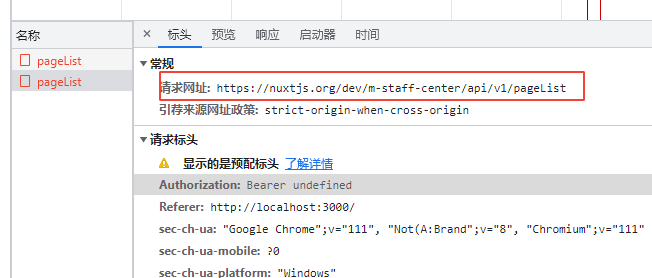 名称
pageList
pageList
× 标头 预览 响应 启动器 时间
▼ 常规
请求网址: https://nuxtjs.org/dev/m-staff-center/api/v1/pageList
引荐来源网址政策: strict-origin-when-cross-origin
▼ 请求标头
显示的是预配标头 了解详情
Authorization: Bearer undefined
Referer: http://localhost:3000/
sec-ch-ua: "Google Chrome";v="111", "Not(A:Brand";v="8", "Chromium";v="111"
sec-ch-ua-mobile: ?0
sec-ch-ua-platform: "Windows"